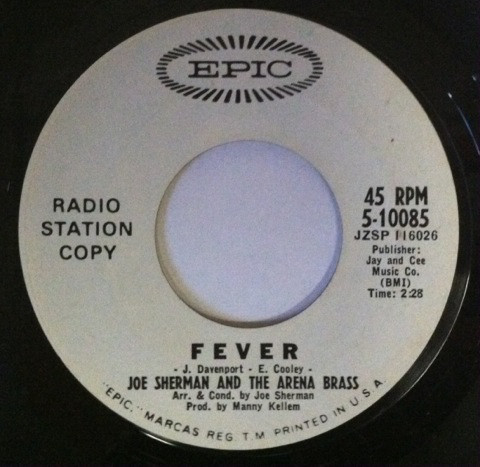 EPIC
RADIO
STATION
COPY
45 RPM
5-10085
JZSP 116026
Publisher:
Jay and Cee
Music Co.
(BMI)
Time: 2:28
FEVER
- J. Davenport - E. Cooley -
JOE SHERMAN AND THE ARENA BRASS
Arr. & Cond. by Joe Sherman
Prod. by Manny Kellem
"EPIC," MARCAS REG. T.M. PRINTED IN U.S.A.